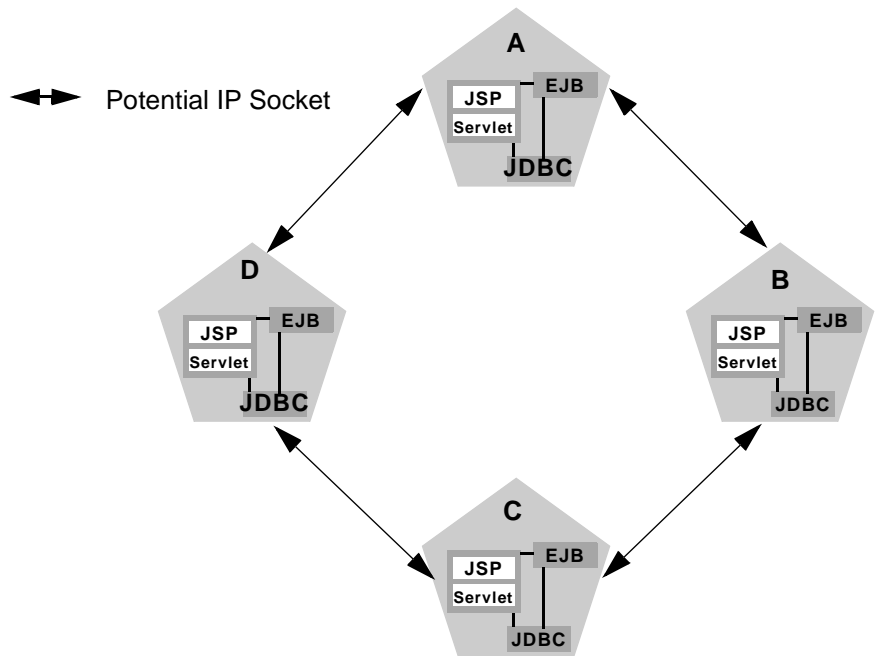 A
Potential IP Socket
JSP
Servlet
EJB
JDBC
D
JSP
Servlet
EJB
JDBC
B
JSP
Servlet
EJB
JDBC
C
JSP
Servlet
EJB
JDBC